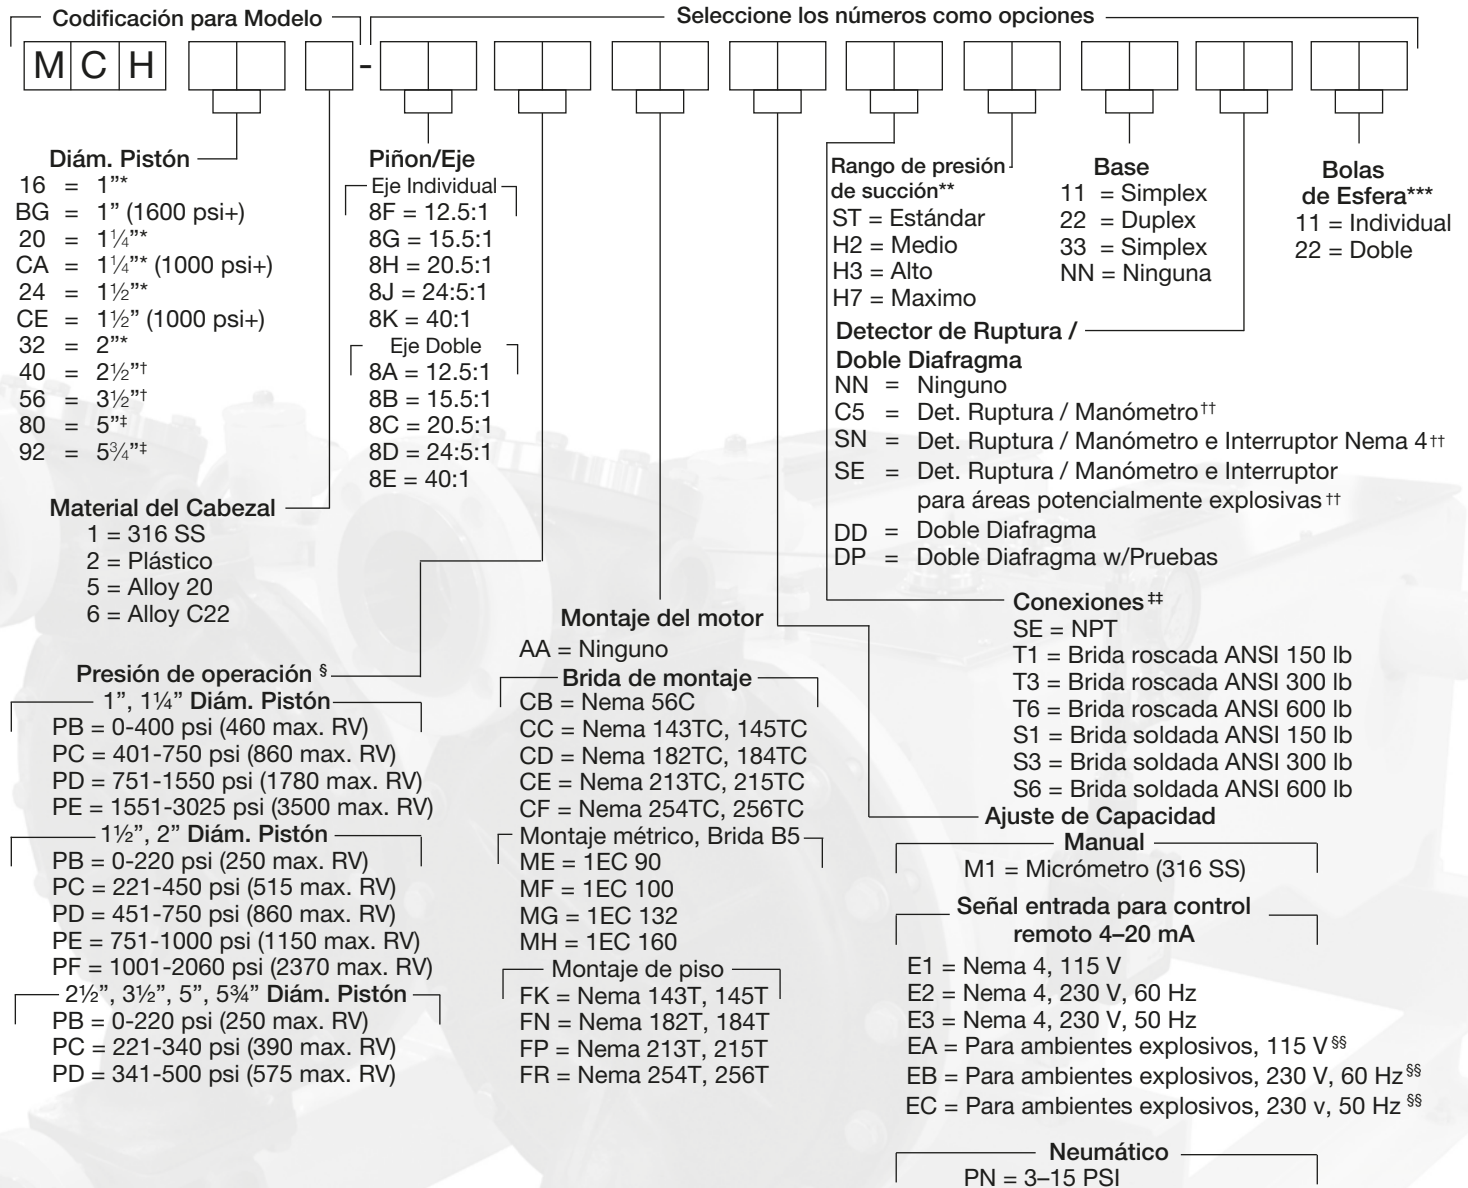 Codificación para Modelo
Seleccione los números como opciones
M C H -
Diám. Pistón
16 = 1”*
BG = 1” (1600 psi+)
20 = 1¼”*
CA = 1¼”* (1000 psi+)
24 = 1½”*
CE = 1½” (1000 psi+)
32 = 2”*
40 = 2½”†
56 = 3½”†
80 = 5”‡
92 = 5¾”‡
Material del Cabezal
1 = 316 SS
2 = Plástico
5 = Alloy 20
6 = Alloy C22
Piñon/Eje
Eje Individual
8F = 12.5:1
8G = 15.5:1
8H = 20.5:1
8J = 24:5:1
8K = 40:1
Eje Doble
8A = 12.5:1
8B = 15.5:1
8C = 20.5:1
8D = 24:5:1
8E = 40:1
Presión de operación §
1”, 1¼” Diám. Pistón
PB = 0-400 psi (460 max. RV)
PC = 401-750 psi (860 max. RV)
PD = 751-1550 psi (1780 max. RV)
PE = 1551-3025 psi (3500 max. RV)
1½”, 2” Diám. Pistón
PB = 0-220 psi (250 max. RV)
PC = 221-450 psi (515 max. RV)
PD = 451-750 psi (860 max. RV)
PE = 751-1000 psi (1150 max. RV)
PF = 1001-2060 psi (2370 max. RV)
2½”, 3½”, 5”, 5¾” Diám. Pistón
PB = 0-220 psi (250 max. RV)
PC = 221-340 psi (390 max. RV)
PD = 341-500 psi (575 max. RV)
Montaje del motor
AA = Ninguno
Brida de montaje
CB = Nema 56C
CC = Nema 143TC, 145TC
CD = Nema 182TC, 184TC
CE = Nema 213TC, 215TC
CF = Nema 254TC, 256TC
Montaje métrico, Brida B5
ME = 1EC 90
MF = 1EC 100
MG = 1EC 132
MH = 1EC 160
Montaje de piso
FK = Nema 143T, 145T
FN = Nema 182T, 184T
FP = Nema 213T, 215T
FR = Nema 254T, 256T
Rango de presión
de succión**
ST = Estándar
H2 = Medio
H3 = Alto
H7 = Maximo
Base
11 = Simplex
22 = Duplex
33 = Simplex
NN = Ninguna
Bolas
de Esfera***
11 = Individual
22 = Doble
Detector de Ruptura /
Doble Diafragma
NN = Ninguno
C5 = Det. Ruptura / Manómetro††
SN = Det. Ruptura / Manómetro e Interruptor Nema 4††
SE = Det. Ruptura / Manómetro e Interruptor
para áreas potencialmente explosivas††
DD = Doble Diafragma
DP = Doble Diafragma w/Pruebas
Conexiones‡‡
SE = NPT
T1 = Brida roscada ANSI 150 lb
T3 = Brida roscada ANSI 300 lb
T6 = Brida roscada ANSI 600 lb
S1 = Brida soldada ANSI 150 lb
S3 = Brida soldada ANSI 300 lb
S6 = Brida soldada ANSI 600 lb
Ajuste de Capacidad
Manual
M1 = Micrómetro (316 SS)
Señal entrada para control
remoto 4–20 mA
E1 = Nema 4, 115 V
E2 = Nema 4, 230 V, 60 Hz
E3 = Nema 4, 230 V, 50 Hz
EA = Para ambientes explosivos, 115 V§§
EB = Para ambientes explosivos, 230 V, 60 Hz§§
EC = Para ambientes explosivos, 230 v, 50 Hz §§
Neumático
PN = 3–15 PSI